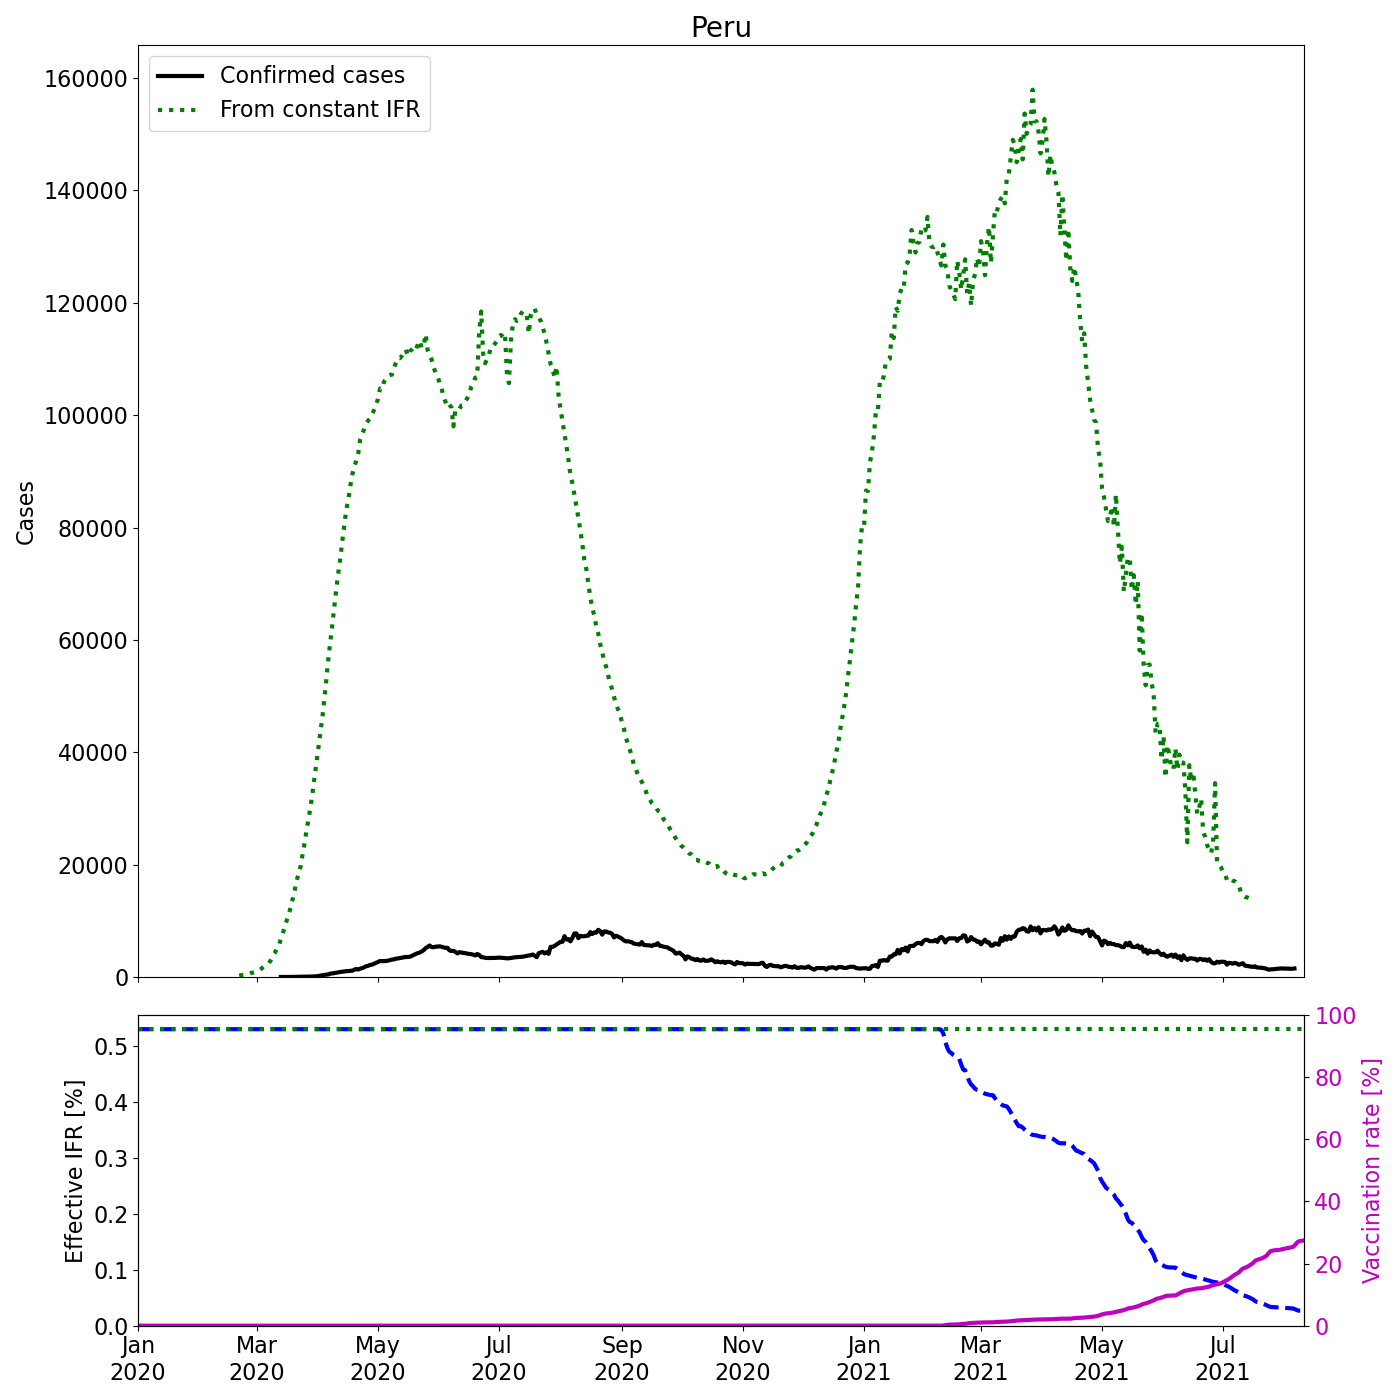 Peru
Confirmed cases
From constant IFR
160000
140000
120000
100000
80000
60000
40000
20000
0
Cases
0.5
0.4
0.3
0.2
0.1
0.0
Effective IFR [%]
100
80
60
40
20
0
Vaccination rate [%]
Jan Mar May Jul Sep Nov Jan Mar May Jul
2020 2020 2020 2020 2020 2020 2021 2021 2021 2021